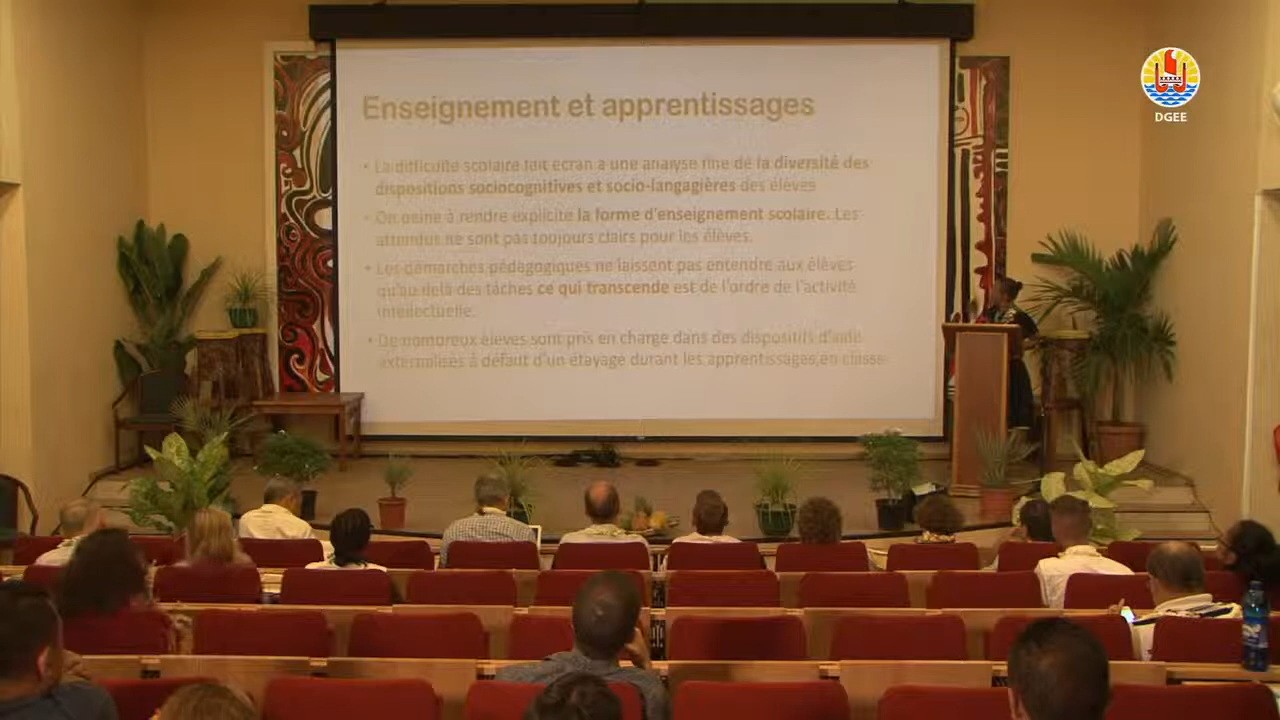 DGEE
Enseignement et apprentissages
• La difficulté scolaire fait écran à une analyse fine de la diversité des
dispositions sociocognitives et socio-langagières des élèves
• On peine à rendre explicite la forme d'enseignement scolaire. Les
attendus ne sont pas toujours clairs pour les élèves.
• Les démarches pédagogiques ne laissent pas entendre aux élèves
qu'au delà des tâches ce qui transcende est de l'ordre de l'activité
intellectuelle.
• De nombreux élèves sont pris en charge dans des dispositifs d'aide
externalisés à défaut d'un étayage durant les apprentissages en classe